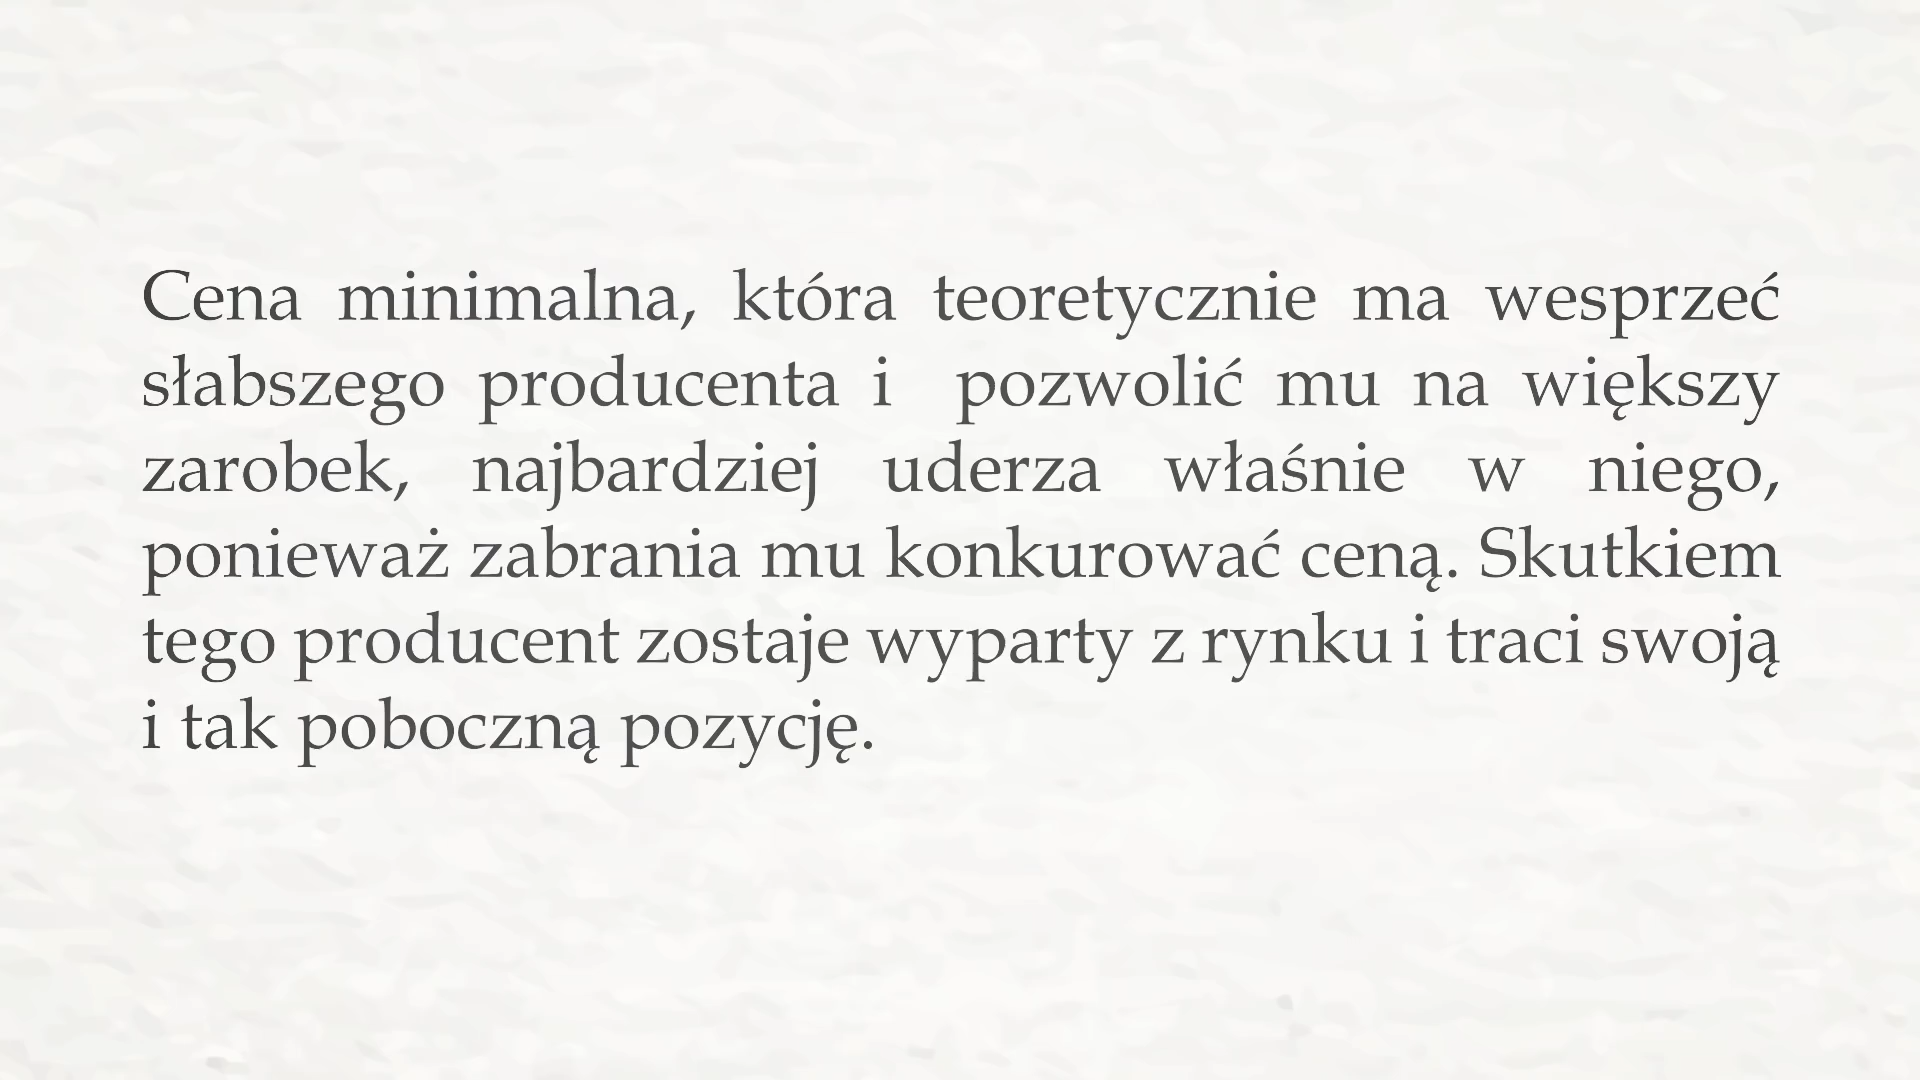 Cena minimalna, która teoretycznie ma wesprzeć
słabszego producenta i  pozwolić mu na większy
zarobek, najbardziej uderza właśnie w niego,
ponieważ zabrania mu konkurować ceną. Skutkiem
tego producent zostaje wyparty z rynku i traci swoją
i tak poboczną pozycję.